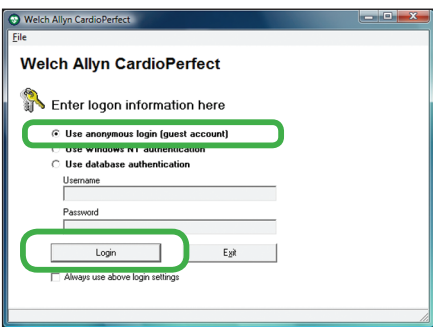 Welch Allyn CardioPerfect
File
Welch Allyn CardioPerfect
Enter logon information here
Use anonymous login (guest account)
Use Windows NT authentication
Use database authentication
Username
Password
Login Exit
Always use above login settings